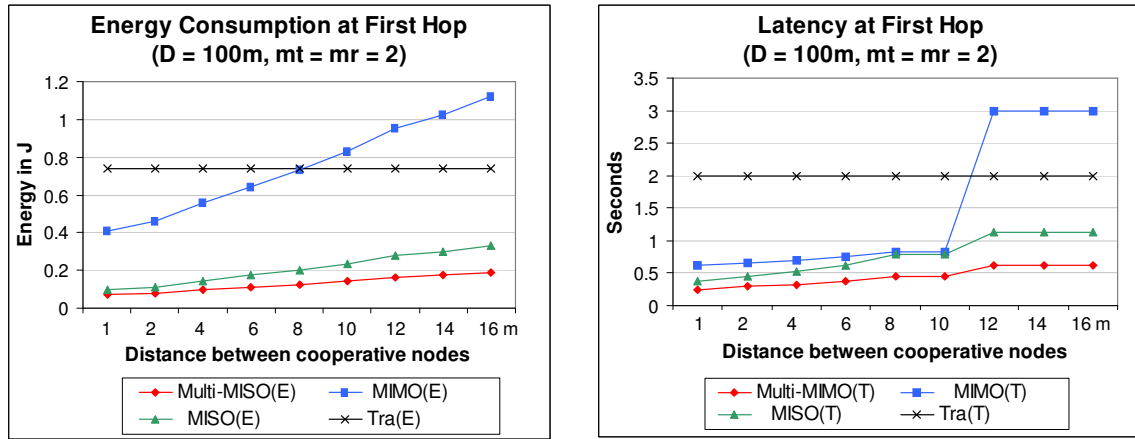 Energy Consumption at First Hop
(D = 100m, mt = mr = 2)
1.2
1
0.8
0.6
0.4
0.2
0
Energy in J
1 2 4 6 8 10 12 14 16 m
Distance between cooperative nodes
Multi-MISO(E) MIMO(E)
MISO(E) Tra(E)
Latency at First Hop
(D = 100m, mt = mr = 2)
3.5
3
2.5
2
1.5
1
0.5
0
Seconds
1 2 4 6 8 10 12 14 16 m
Distance between cooperative nodes
Multi-MIMO(T) MIMO(T)
MISO(T) Tra(T)